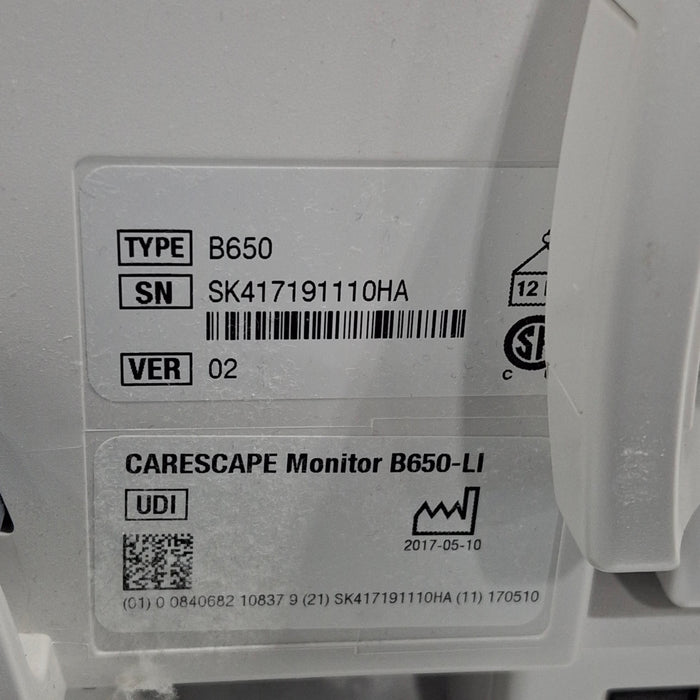 TYPE B650
SN SK417191110HA
12
VER 02
C
CARESCAPE Monitor B650-LI
UDI
2017-05-10
(01) 0 0840682 10837 9 (21) SK417191110HA (11) 170510